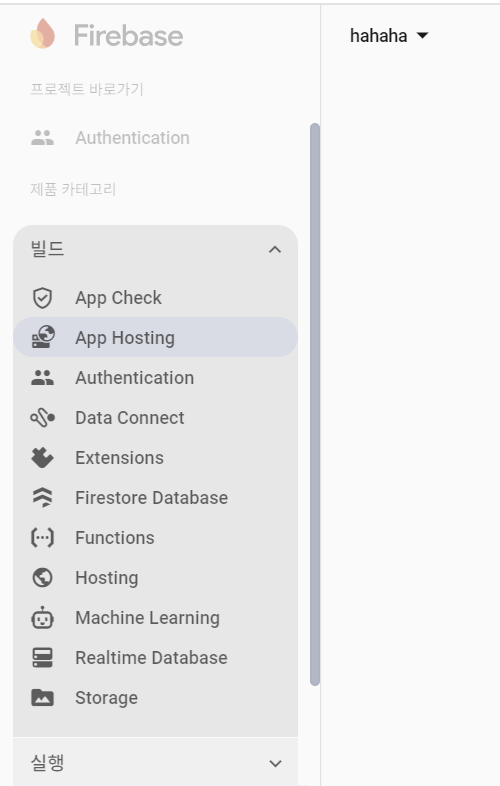 Firebase
hahaha
프로젝트 바로가기
Authentication
제품 카테고리
빌드
App Check
App Hosting
Authentication
Data Connect
Extensions
Firestore Database
Functions
Hosting
Machine Learning
Realtime Database
Storage
실행